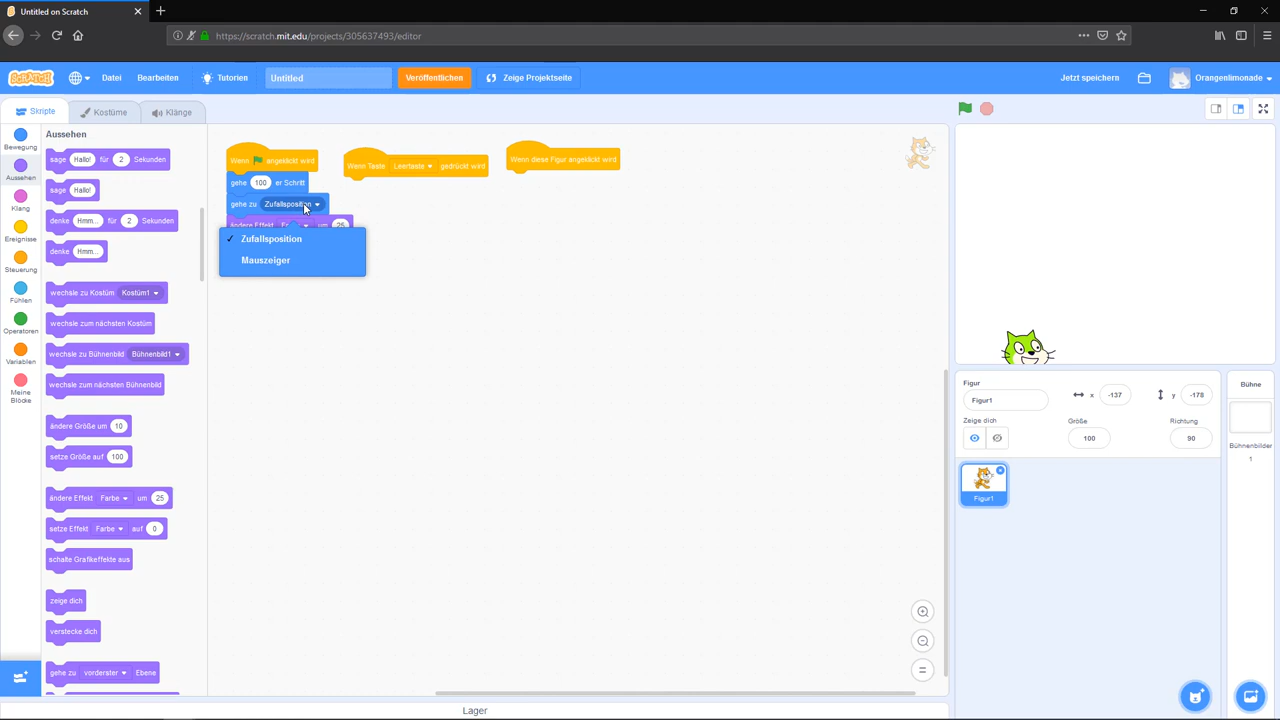 Untitled on Scratch
https://scratch.mit.edu/projects/305637493/editor
SCRATCH
Datei
Bearbeiten
Tutorien
Untitled
Veröffentlichen
Zeige Projektseite
Jetzt speichern
Orangenlimonade
Skripte
Kostüme
Klänge
Bewegung
Aussehen
Klang
Ereignisse
Steuerung
Fühlen
Operatoren
Variablen
Meine
Blöcke
Aussehen
sage Hallo! für 2 Sekunden
sage Hallo!
denke Hmm... für 2 Sekunden
denke Hmm...
wechsle zu Kostüm Kostüm1
wechsle zum nächsten Kostüm
wechsle zu Bühnenbild Bühnenbild1
wechsle zum nächsten Bühnenbild
ändere Größe um 10
setze Größe auf 100
ändere Effekt Farbe um 25
setze Effekt Farbe auf 0
schalte Grafikeffekte aus
zeige dich
verstecke dich
gehe zu vorderster Ebene
Wenn angeklickt wird
gehe 100 er Schritt
gehe zu Zufallsposition
ändere Effekt um 25
Zufallsposition
Mauszeiger
Wenn Taste Leertaste gedrückt wird
Wenn diese Figur angeklickt wird
Figur
Figur1
x -137
y -178
Zeige dich
Größe
100
Richtung
90
Figur1
Bühne
Bühnenbilder
1
Lager